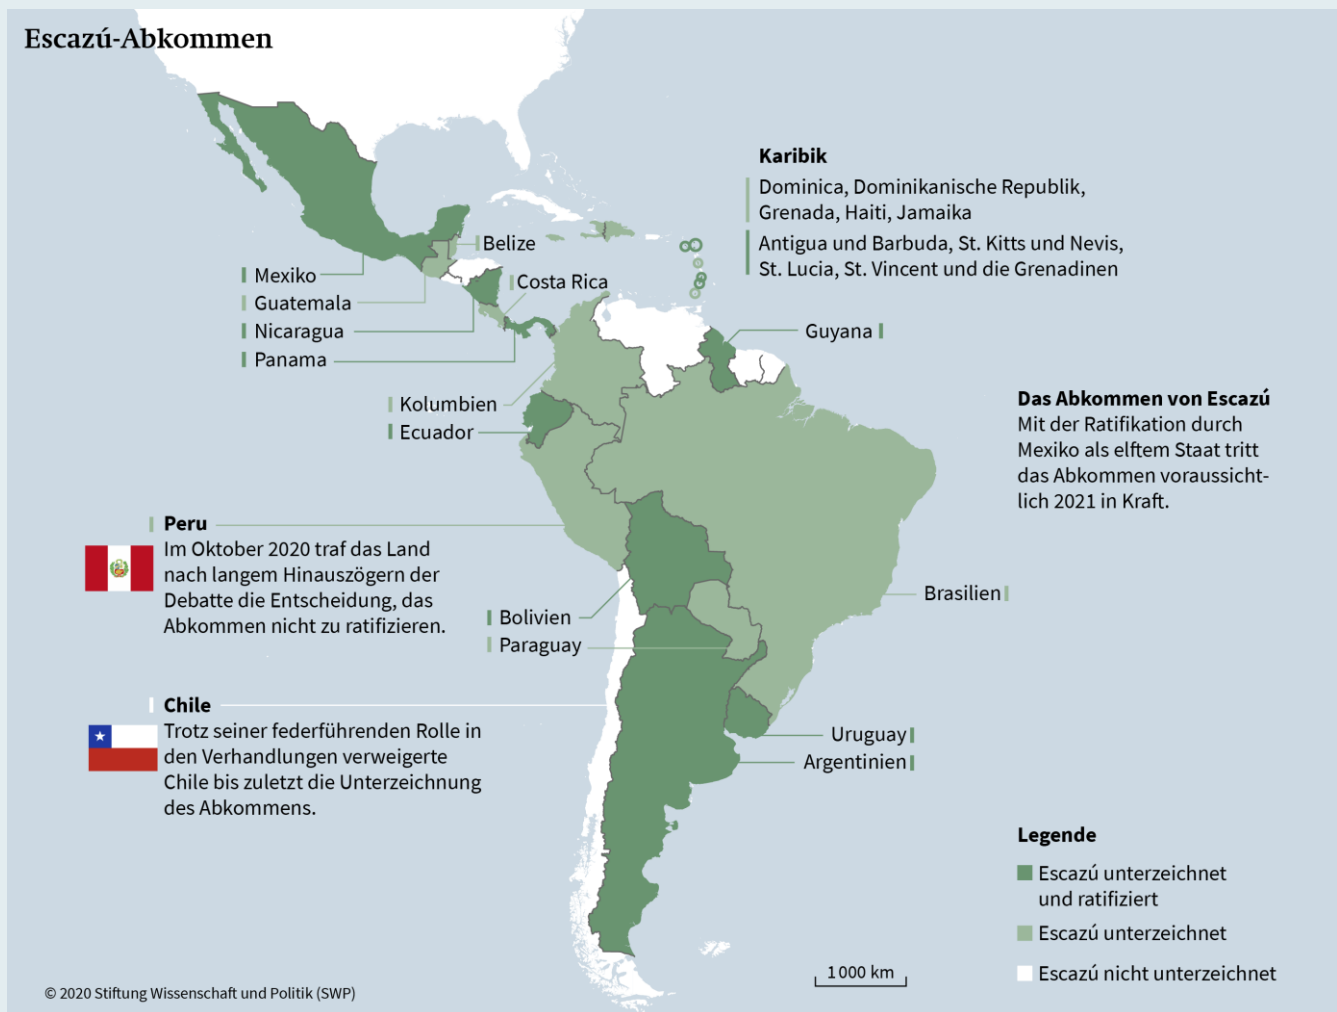 Escazú-Abkommen
Karibik
Dominica, Dominikanische Republik,
Grenada, Haiti, Jamaika
Antigua und Barbuda, St. Kitts und Nevis,
St. Lucia, St. Vincent und die Grenadinen
Belize
Mexiko
Costa Rica
Guatemala
Nicaragua
Panama
Guyana
Kolumbien
Ecuador
Das Abkommen von Escazú
Mit der Ratifikation durch
Mexiko als elftem Staat tritt
das Abkommen voraussicht-
lich 2021 in Kraft.
Peru
Im Oktober 2020 traf das Land
nach langem Hinauszögern der
Debatte die Entscheidung, das
Abkommen nicht zu ratifizieren.
Brasilien
Bolivien
Paraguay
Chile
Trotz seiner federführenden Rolle in
den Verhandlungen verweigerte
Chile bis zuletzt die Unterzeichnung
des Abkommens.
Uruguay
Argentinien
Legende
Escazú unterzeichnet
und ratifiziert
Escazú unterzeichnet
Escazú nicht unterzeichnet
1 000 km
© 2020 Stiftung Wissenschaft und Politik (SWP)